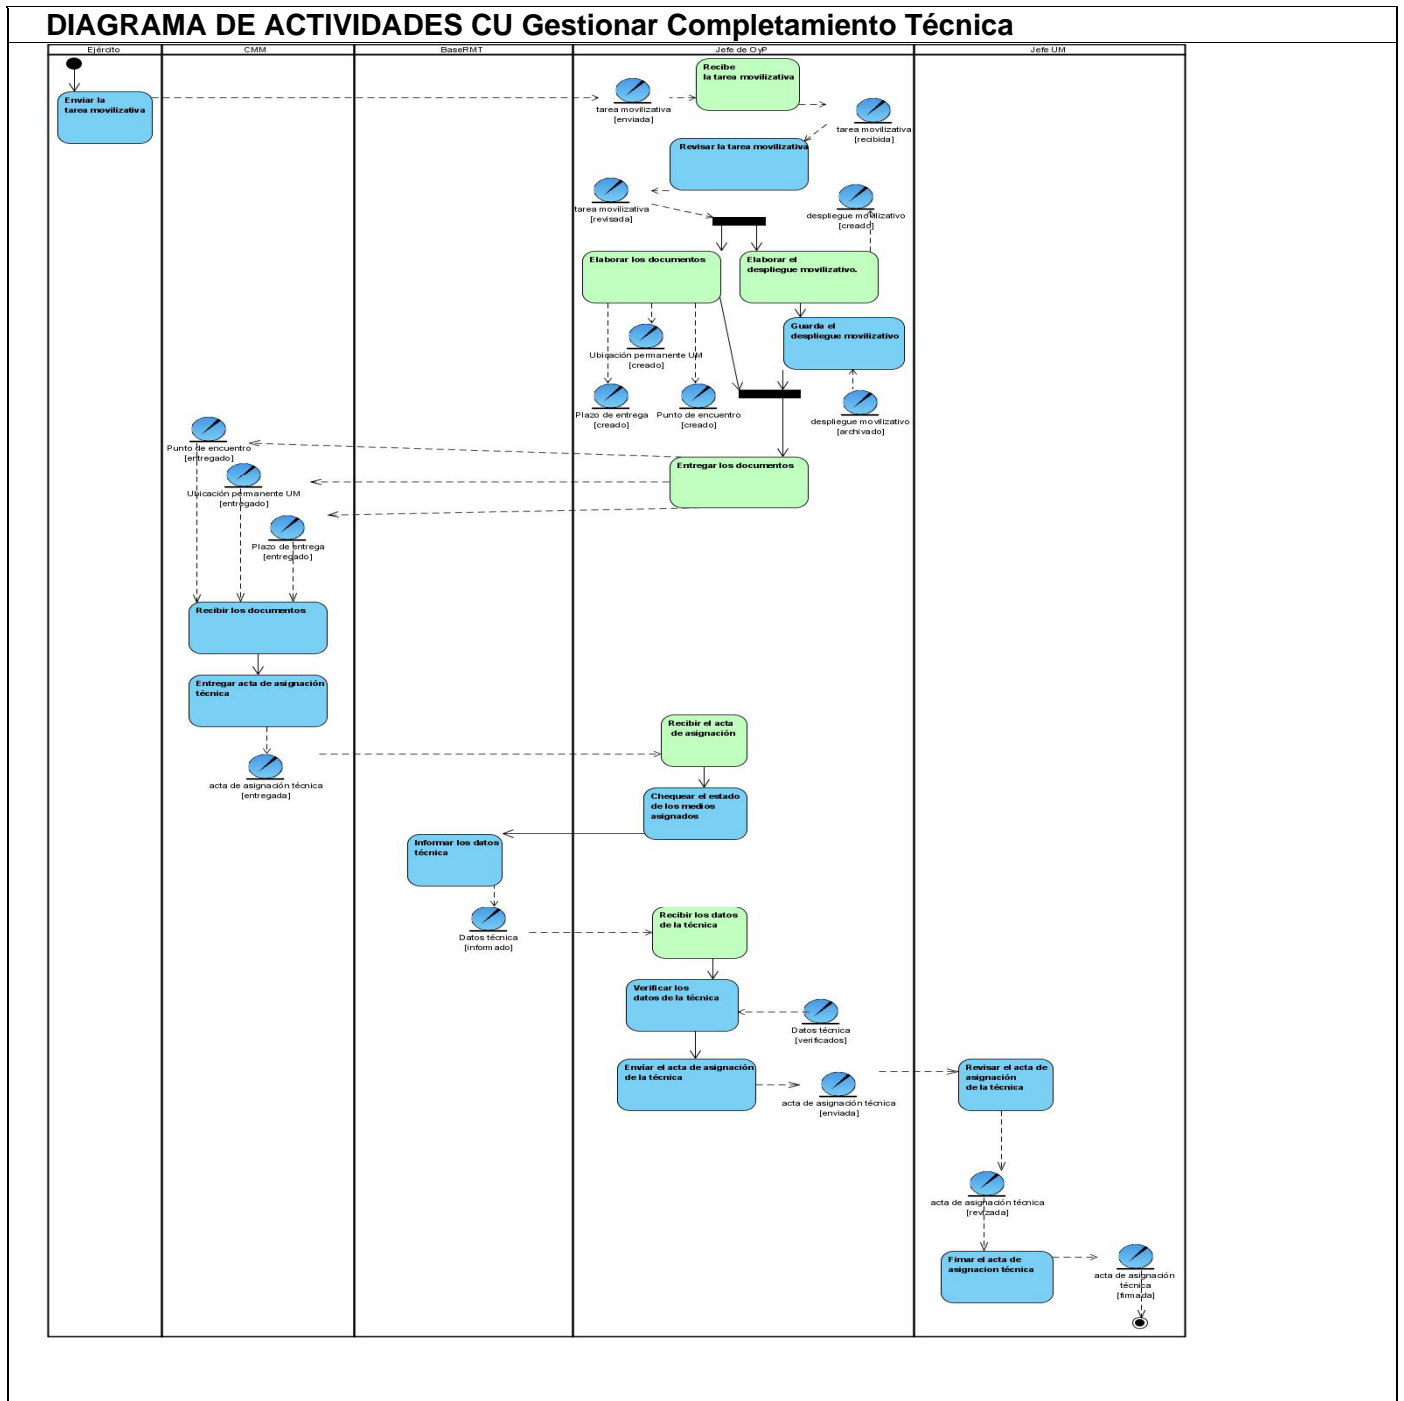 DIAGRAMA DE ACTIVIDADES CU Gestionar Completamiento Técnica
Ejército
CMM
BaseRMT
Jefe de OyP
Jefe UM
Enviar la
tarea movilizativa
tarea movilizativa
[enviada]
Recibe
la tarea movilizativa
tarea movilizativa
[recibida]
Revisar la tarea movilizativa
tarea movilizativa
[revisada]
despliegue movilizativo
[creado]
Elaborar los documentos
Elaborar el
despliegue movilizativo.
Guarda el
despliegue movilizativo
Ubicación permanente UM
[creado]
Plazo de entrega
[creado]
Punto de encuentro
[creado]
despliegue movilizativo
[archivado]
Punto de encuentro
[entregado]
Entregar los documentos
Ubicación permanente UM
[entregado]
Plazo de entrega
[entregado]
Recibir los documentos
Entregar acta de asignación
técnica
acta de asignación técnica
[entregada]
Recibir el acta
de asignación
Chequear el estado
de los medios
asignados
Informar los datos
técnica
Datos técnica
[informado]
Recibir los datos
de la técnica
Verificar los
datos de la técnica
Datos técnica
[verificados]
Envíar el acta de asignación
de la técnica
acta de asignación técnica
[enviada]
Revisar el acta de
asignación
de la técnica
acta de asignación técnica
[revizada]
Fimar el acta de
asignacion técnica
acta de asignación
técnica
[firmada]